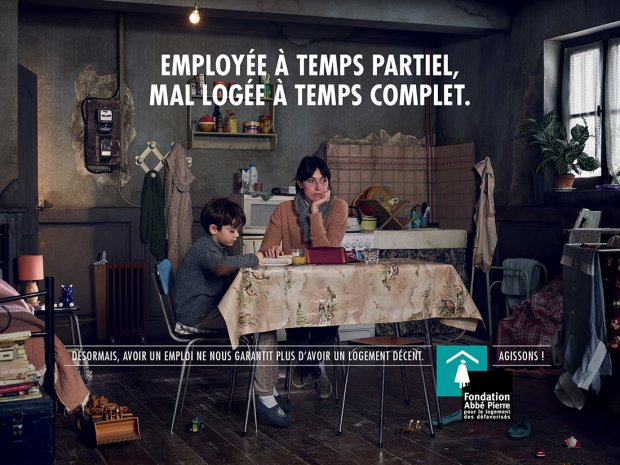 EMPLOYÉE À TEMPS PARTIEL,
MAL LOGÉE À TEMPS COMPLET.
DÉSORMAIS, AVOIR UN EMPLOI NE NOUS GARANTIT PLUS D'AVOIR UN LOGEMENT DÉCENT.
AGISSONS !
Fondation
Abbé Pierre
pour le logement
des défavorisés